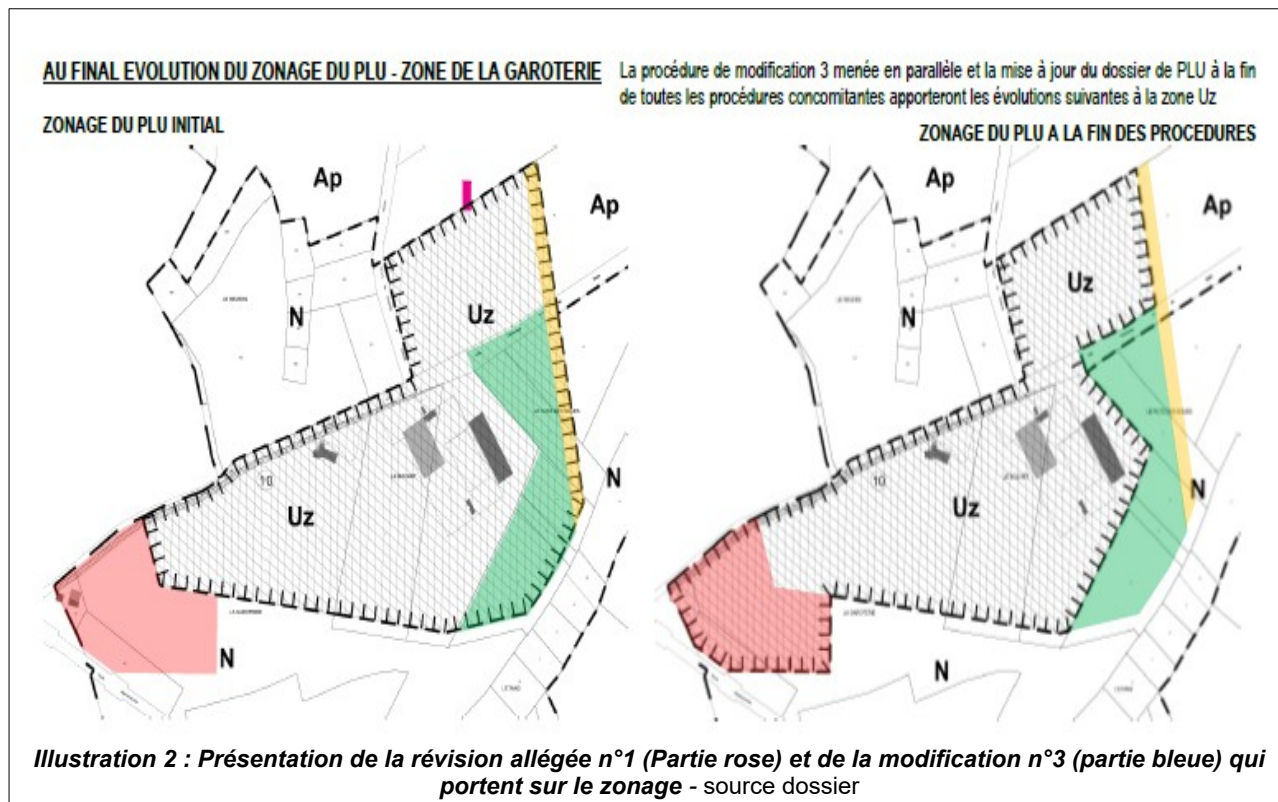 AU FINAL EVOLUTION DU ZONAGE DU PLU - ZONE DE LA GAROTERIE
La procédure de modification 3 menée en parallèle et la mise à jour du dossier de PLU à la fin
de toutes les procédures concomitantes apporteront les évolutions suivantes à la zone Uz
ZONAGE DU PLU INITIAL
ZONAGE DU PLU A LA FIN DES PROCEDURES
Ap
Ap
N
Uz
10
Uz
N
N
Ap
Ap
N
Uz
10
Uz
N
LA GAROTERIE
N
Illustration 2 : Présentation de la révision allégée n°1 (Partie rose) et de la modification n°3 (partie bleue) qui
portent sur le zonage - source dossier